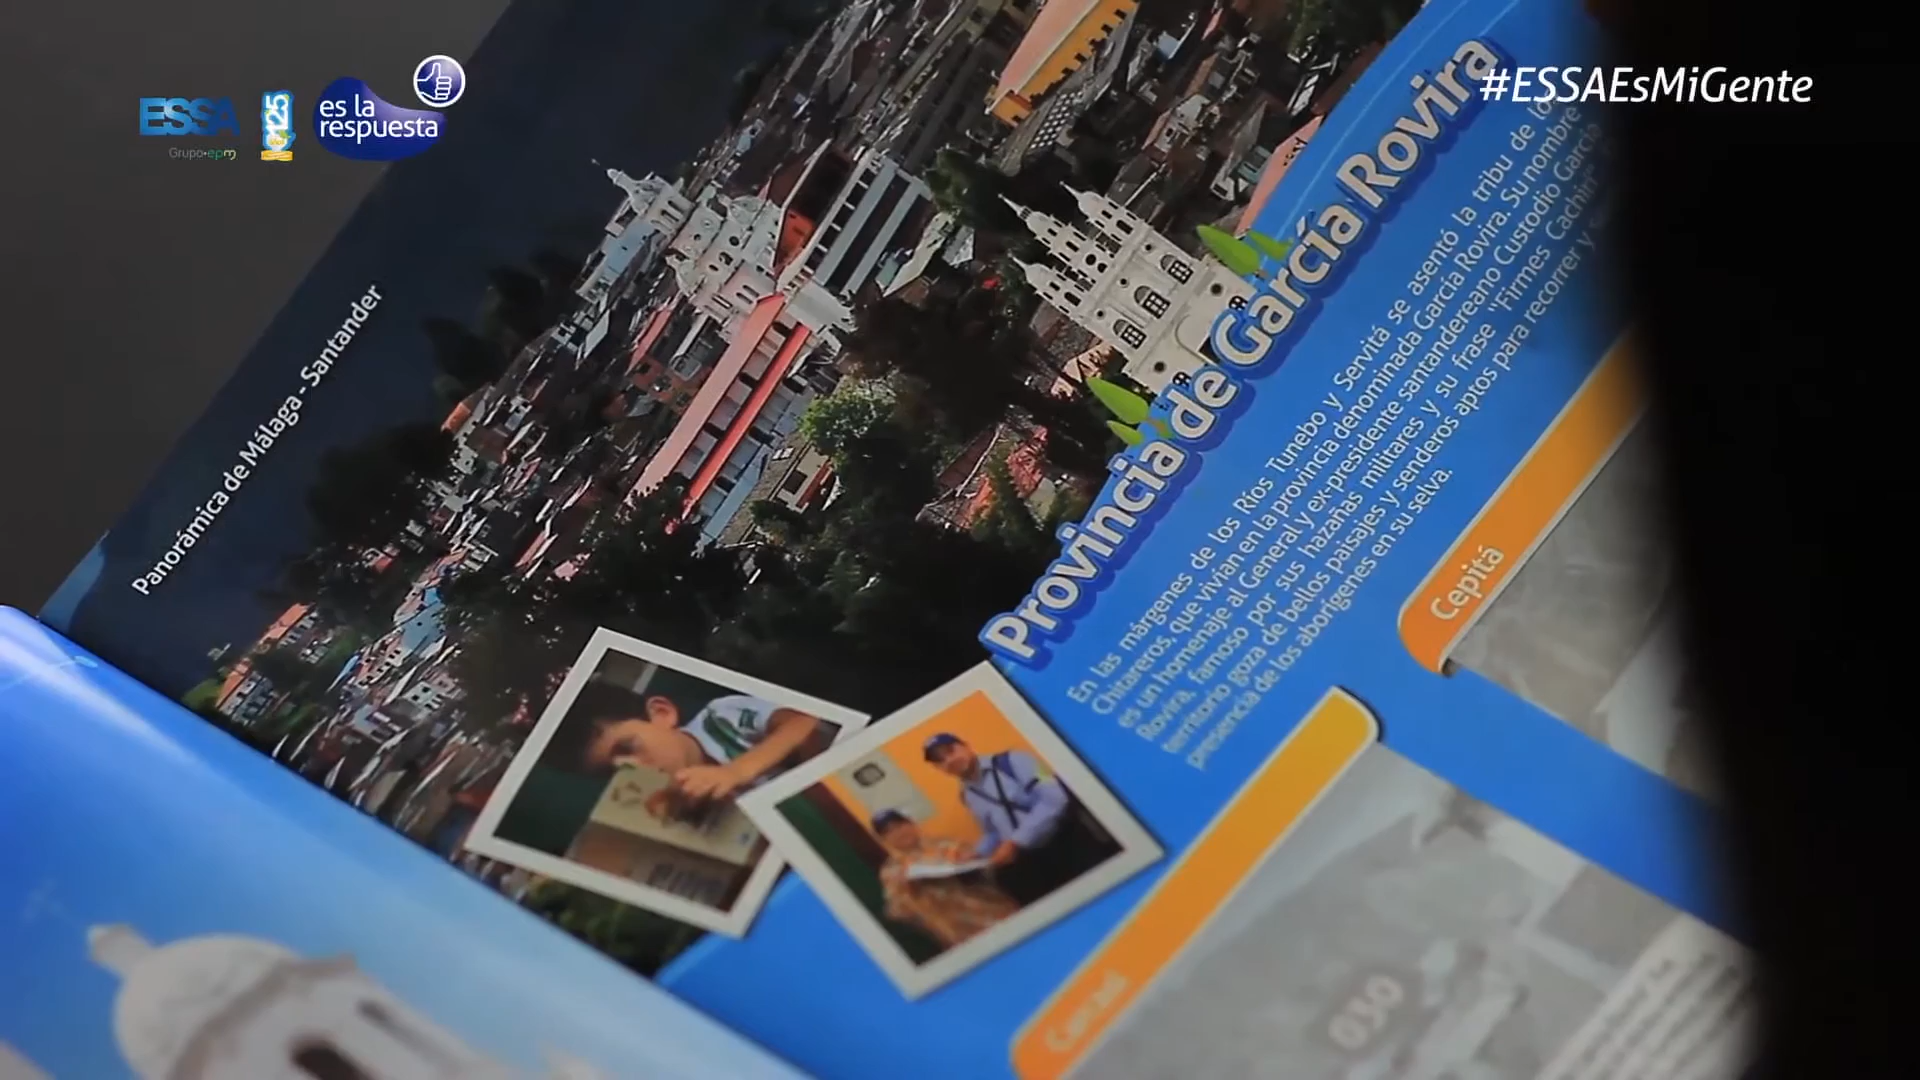 ESSA
Grupo·epm
125
es la
respuesta
#ESSAEsMiGente
Panorámica de Málaga - Santander
Provincia de García Rovira
En las márgenes de los Ríos Tunebo y Servitá se asentó la tribu de los
Chitareros, que vivían en la provincia denominada García Rovira. Su nombre
es un homenaje al General y ex-presidente santandereano Custodio García
Rovira, famoso por sus hazañas militares y su frase "Firmes Cachirí"
territorio goza de bellos paisajes y senderos aptos para recorrer y
presencia de los aborígenes en su selva.
Cepitá
030